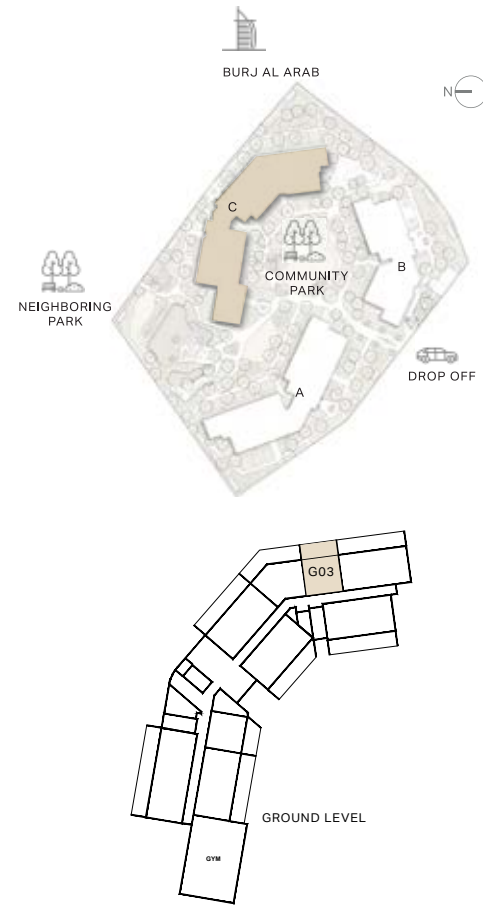 BURJ AL ARAB
N
C
COMMUNITY
PARK
B
NEIGHBORING
PARK
DROP OFF
A
G03
GROUND LEVEL
GYM